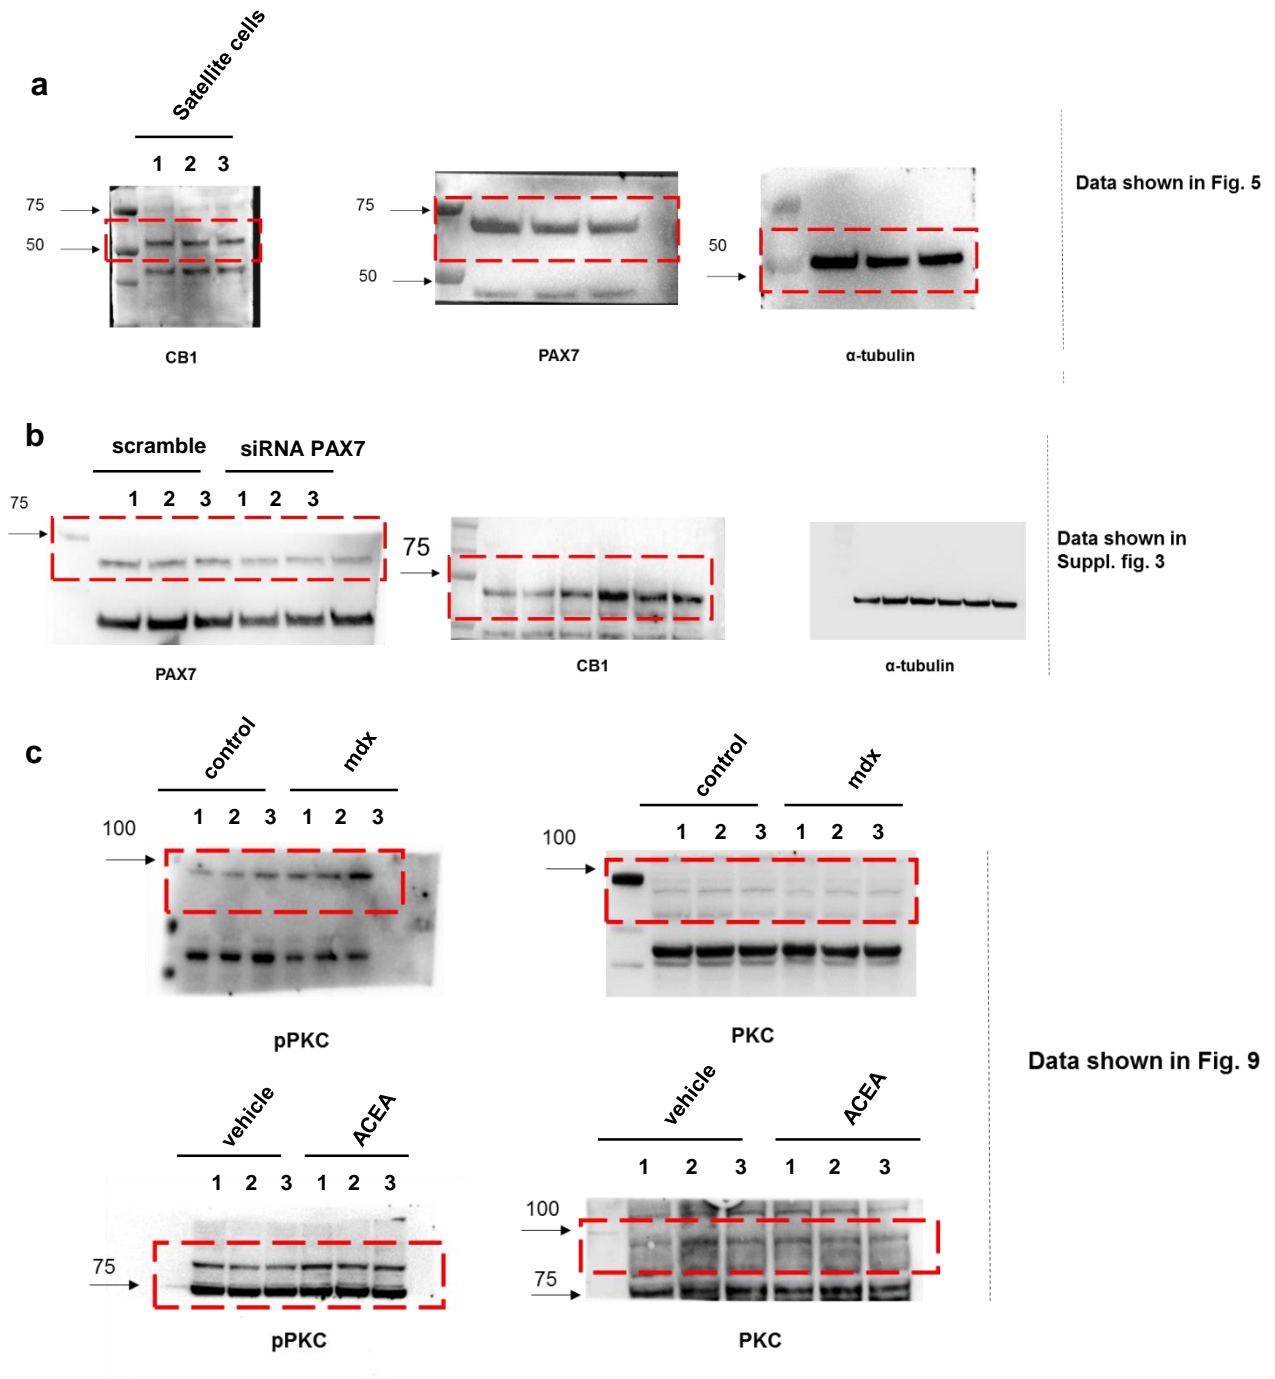 a
Satellite cells
1 2 3
75
50
CB1
75
50
PAX7
50
α-tubulin
Data shown in Fig. 5
b
scramble siRNA PAX7
1 2 3 1 2 3
75
PAX7
75
CB1
α-tubulin
Data shown in
Suppl. fig. 3
c
control mdx
1 2 3 1 2 3
100
pPKC
control mdx
1 2 3 1 2 3
100
PKC
Data shown in Fig. 9
vehicle ACEA
1 2 3 1 2 3
75
pPKC
vehicle ACEA
1 2 3 1 2 3
100
75
PKC